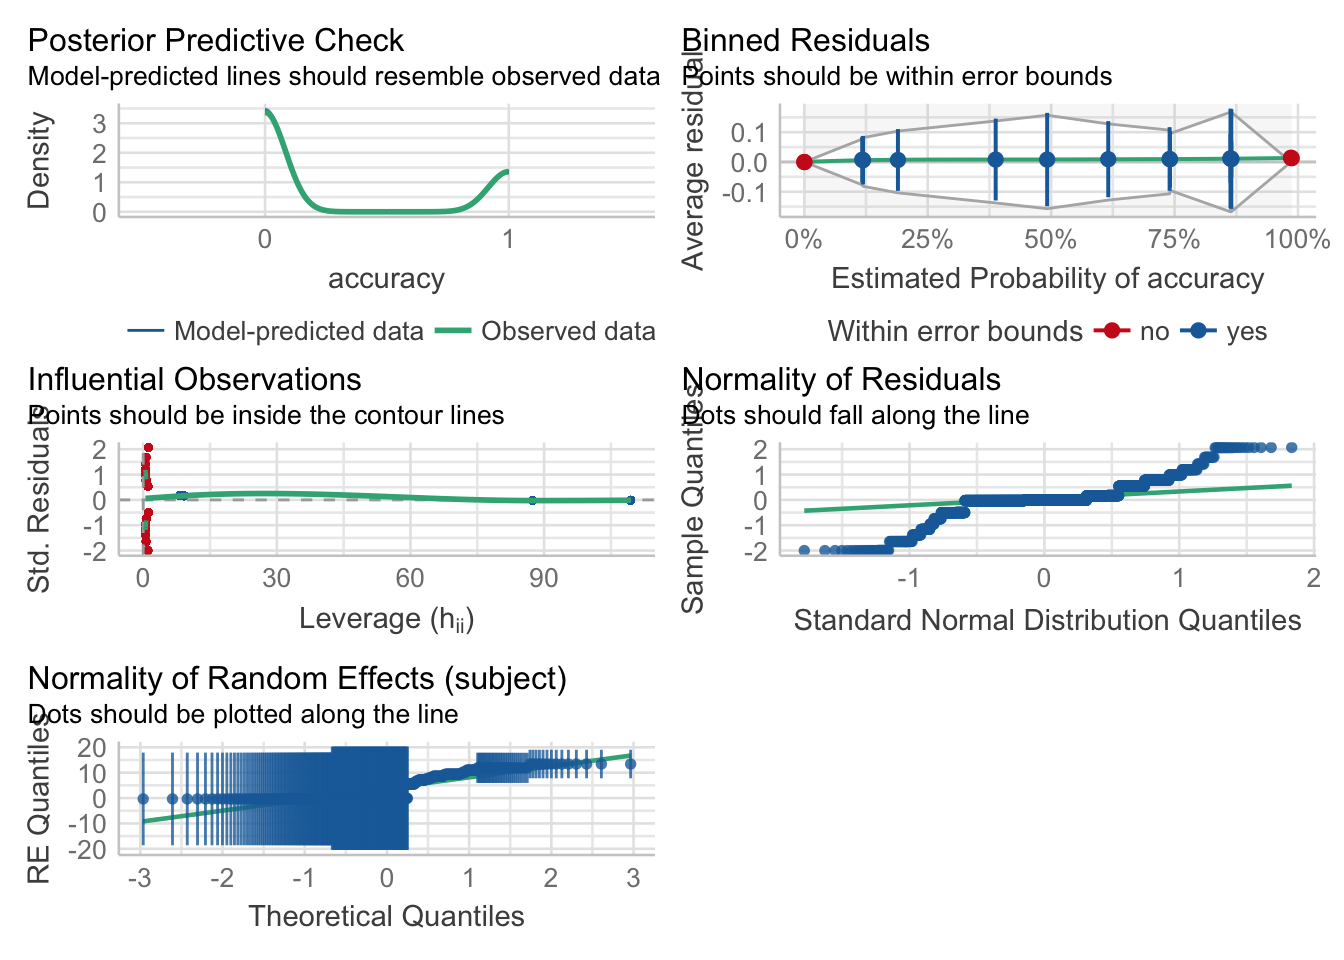 Posterior Predictive Check
Model-predicted lines should resemble observed data
Density
3
2
1
0
0
1
accuracy
Model-predicted data
Observed data
Binned Residuals
Points should be within error bounds
Average residual
0.1
0.0
-0.1
0%
25%
50%
75%
100%
Estimated Probability of accuracy
Within error bounds
no
yes
Influential Observations
Points should be inside the contour lines
Std. Residuals
2
1
0
-1
-2
0
30
60
90
Leverage (hii)
Normality of Residuals
Dots should fall along the line
Sample Quantiles
2
1
0
-1
-2
-1
0
1
2
Standard Normal Distribution Quantiles
Normality of Random Effects (subject)
Dots should be plotted along the line
RE Quantiles
20
10
0
-10
-20
-3
-2
-1
0
1
2
3
Theoretical Quantiles